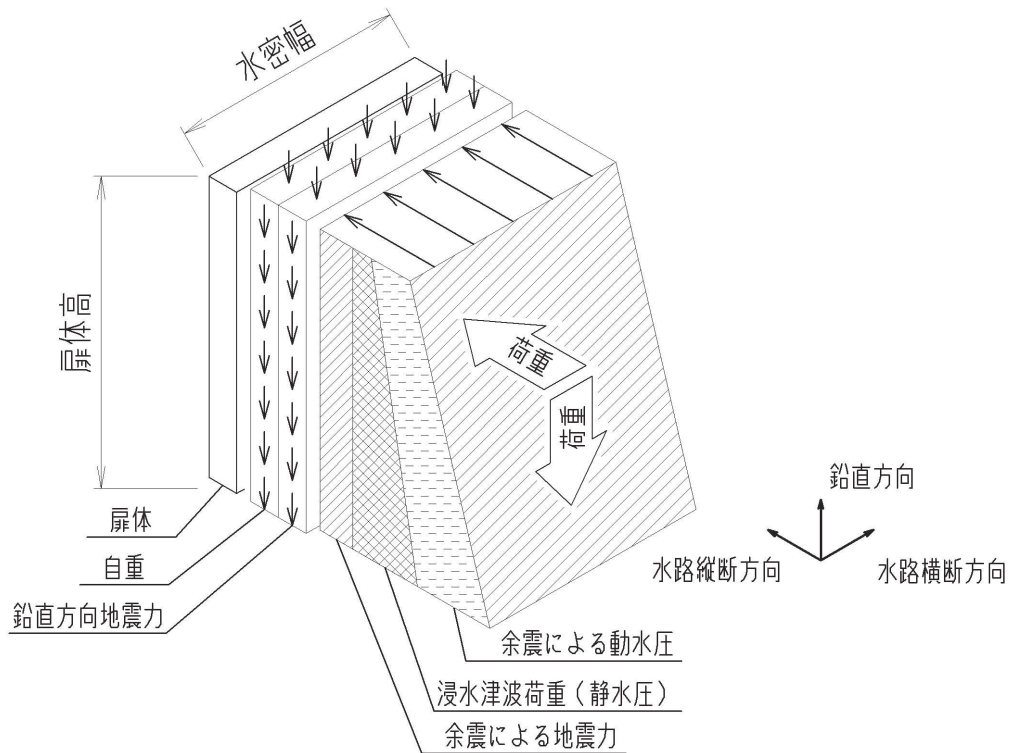 水密幅
扉体高
荷重
荷重
鉛直方向
水路縦断方向
水路横断方向
扉体
自重
鉛直方向地震力
余震による動水圧
浸水津波荷重(静水圧)
余震による地震力